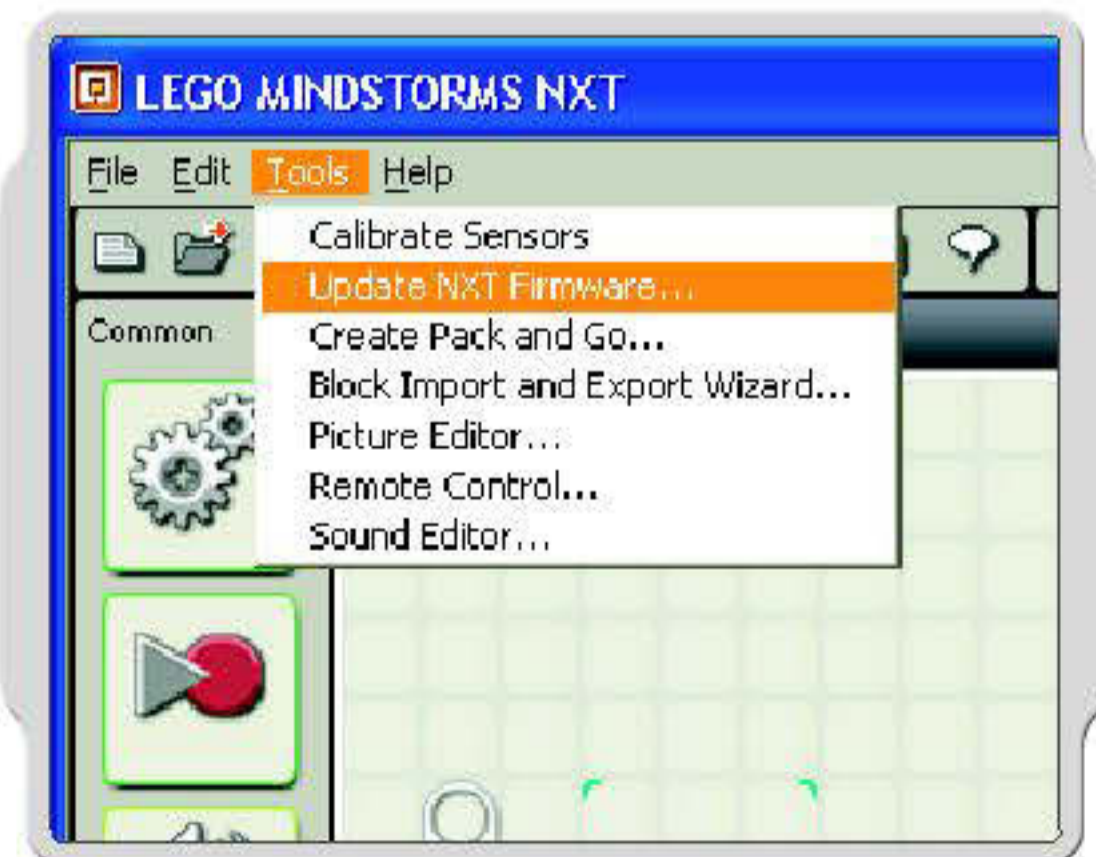 LEGO MINDSTORMS NXT
File Edit Tools Help
Calibrate Sensors
Update NXT Firmware...
Common
Create Pack and Go...
Block Import and Export Wizard...
Picture Editor...
Remote Control...
Sound Editor...